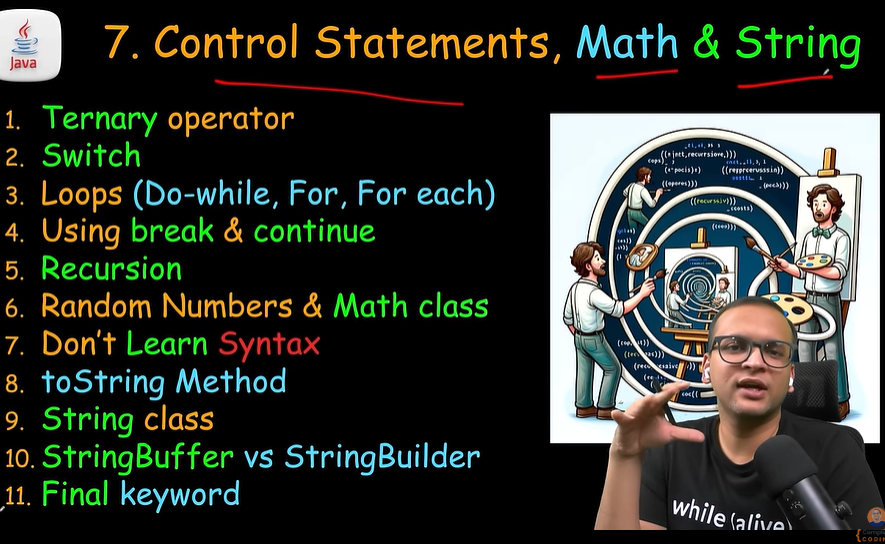 Java
7. Control Statements, Math & String
1. Ternary operator
2. Switch
3. Loops (Do-while, For, For each)
4. Using break & continue
5. Recursion
6. Random Numbers & Math class
7. Don't Learn Syntax
8. toString Method
9. String class
10. StringBuffer vs StringBuilder
11. Final keyword
while (alive